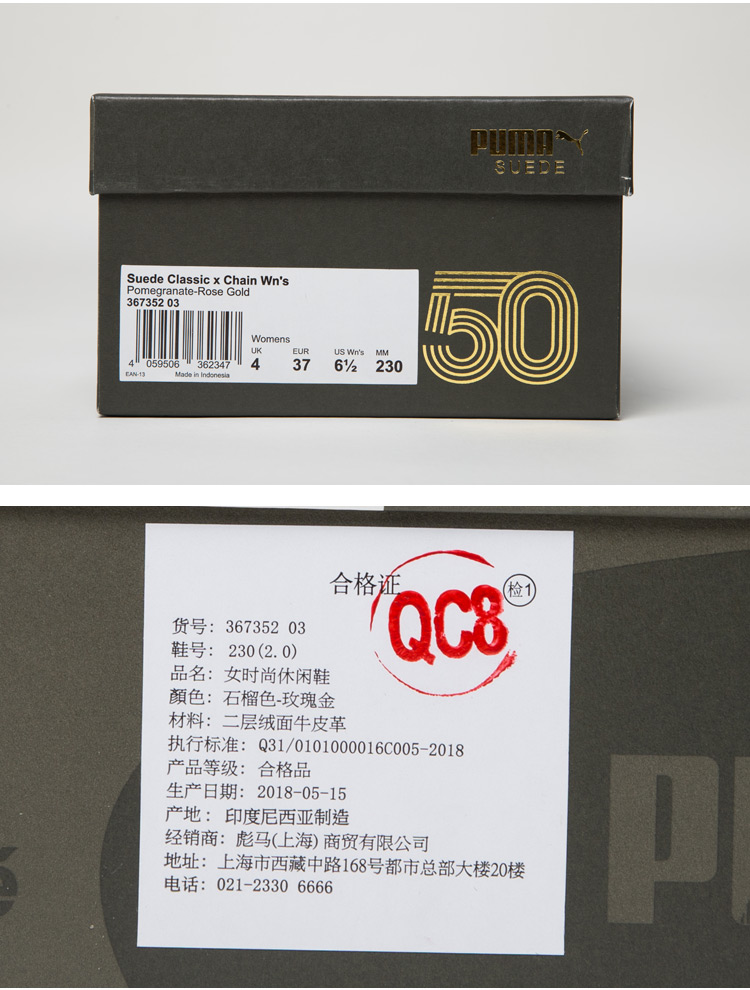 PUMA
SUEDE
Suede Classic x Chain Wn's
Pomegranate-Rose Gold
367352 03
4 059506 362347
EAN-13 Made in Indonesia
Womens
UK EUR US Wn's MM
4 37 6½ 230
50
合格证
QC8
检1
货号: 367352 03
鞋号: 230(2.0)
品名: 女时尚休闲鞋
顏色: 石榴色-玫瑰金
材料: 二层绒面牛皮革
执行标准: Q31/0101000016C005-2018
产品等级: 合格品
生产日期: 2018-05-15
产地: 印度尼西亚制造
经销商: 彪马(上海) 商贸有限公司
地址: 上海市西藏中路168号都市总部大楼20楼
电话: 021-2330 6666